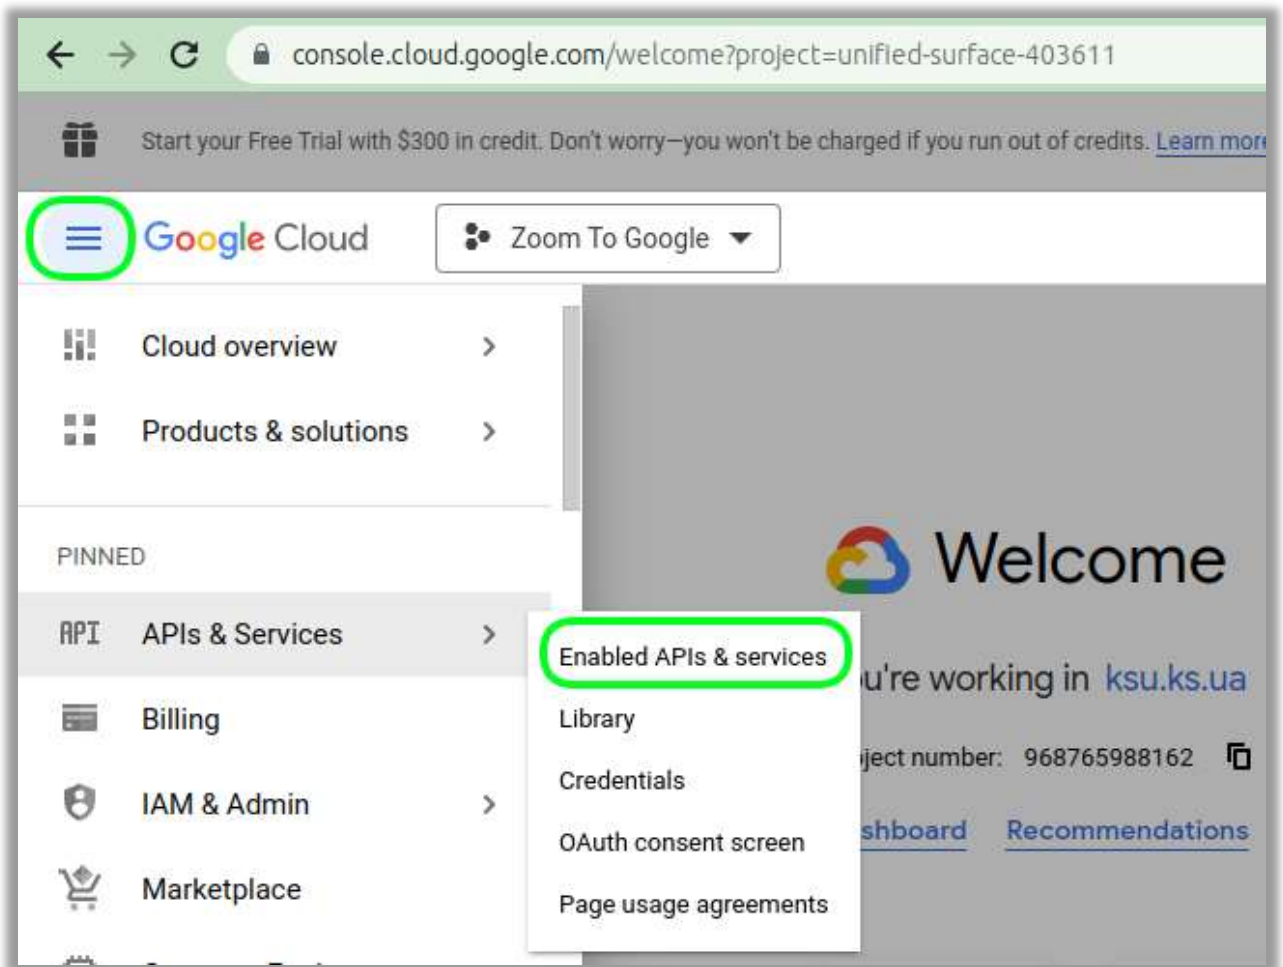 console.cloud.google.com/welcome?project=unified-surface-403611
Start your Free Trial with $300 in credit. Don't worry—you won't be charged if you run out of credits. Learn more
Google Cloud
Zoom To Google
Cloud overview
Products & solutions
PINNED
API APIs & Services
Billing
IAM & Admin
Marketplace
Enabled APIs & services
Library
Credentials
OAuth consent screen
Page usage agreements
Welcome
working in ksu.ks.ua
number: 968765988162
Recommendations